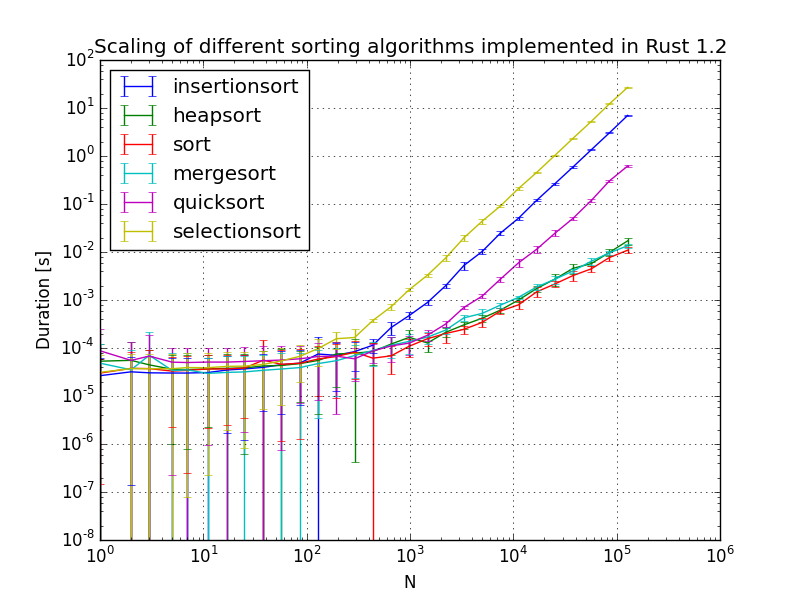 Scaling of different sorting algorithms implemented in Rust 1.2
10^2
10^1
10^0
10^-1
10^-2
10^-3
10^-4
10^-5
10^-6
10^-7
10^-8
Duration [s]
insertionsort
heapsort
sort
mergesort
quicksort
selectionsort
10^0 10^1 10^2 10^3 10^4 10^5 10^6
N